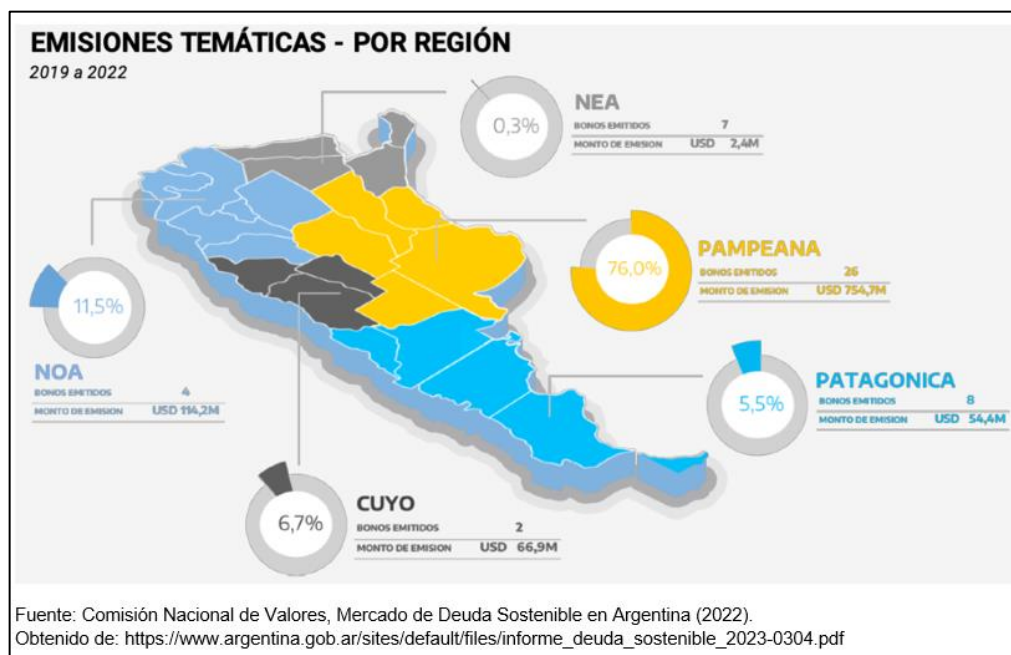 EMISIONES TEMÁTICAS - POR REGIÓN
2019 a 2022
NEA
0,3%
BONOS EMITIDOS 7
MONTO DE EMISION USD 2,4M
PAMPEANA
76,0%
BONOS EMITIDOS 26
MONTO DE EMISION USD 754,7M
11,5%
NOA
BONOS EMITIDOS 4
MONTO DE EMISION USD 114,2M
PATAGONICA
5,5%
BONOS EMITIDOS 8
MONTO DE EMISION USD 54,4M
CUYO
6,7%
BONOS EMITIDOS 2
MONTO DE EMISION USD 66,9M
Fuente: Comisión Nacional de Valores, Mercado de Deuda Sostenible en Argentina (2022).
Obtenido de: https://www.argentina.gob.ar/sites/default/files/informe_deuda_sostenible_2023-0304.pdf